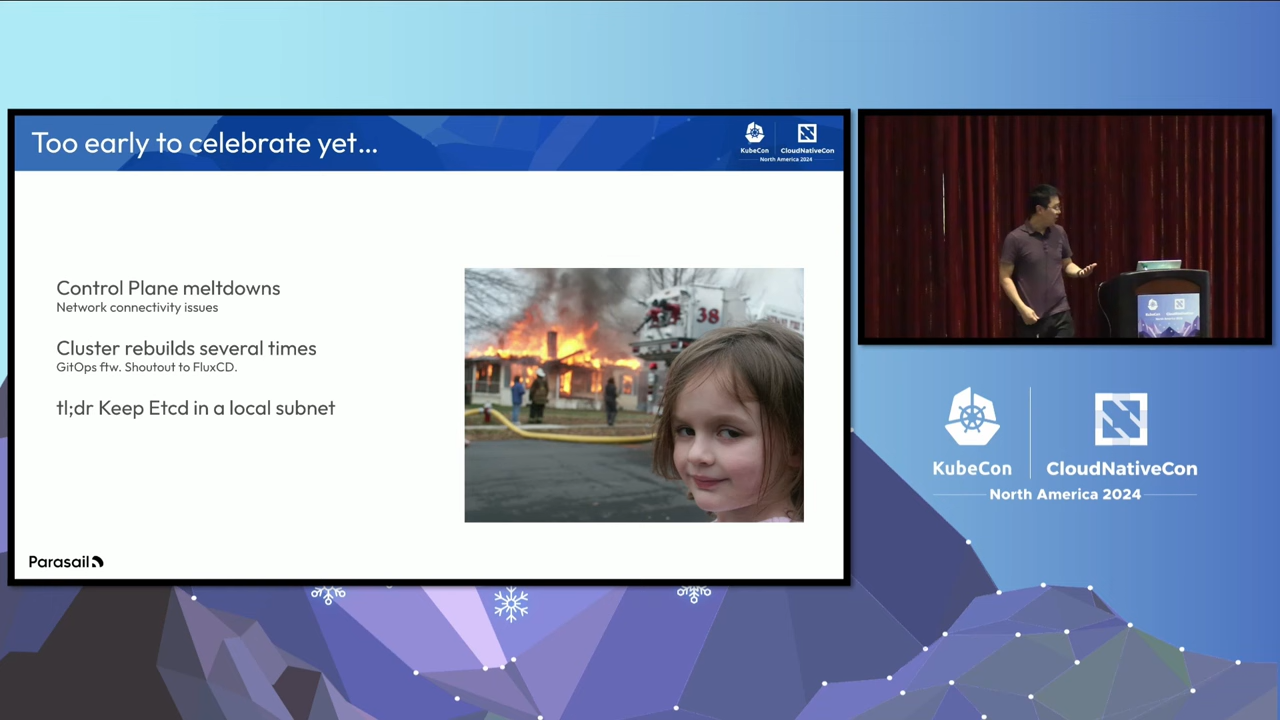 Too early to celebrate yet...
KubeCon
CloudNativeCon
North America 2024
Control Plane meltdowns
Network connectivity issues
Cluster rebuilds several times
GitOps ftw. Shoutout to FluxCD.
tl;dr Keep Etcd in a local subnet
38
Parasail
KubeCon
CloudNativeCon
North America 2024